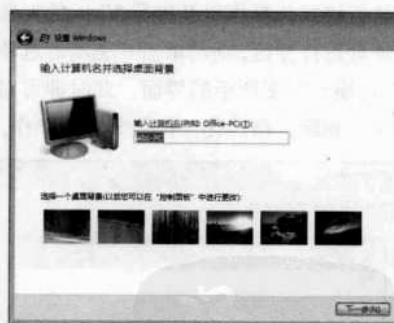 设置 Windows
输入计算机名并选择桌面背景
输入计算机名(例如 Office-PC)(T):
选择一个桌面背景(以后您可以在“控制面板”中进行更改):
下一步(N)